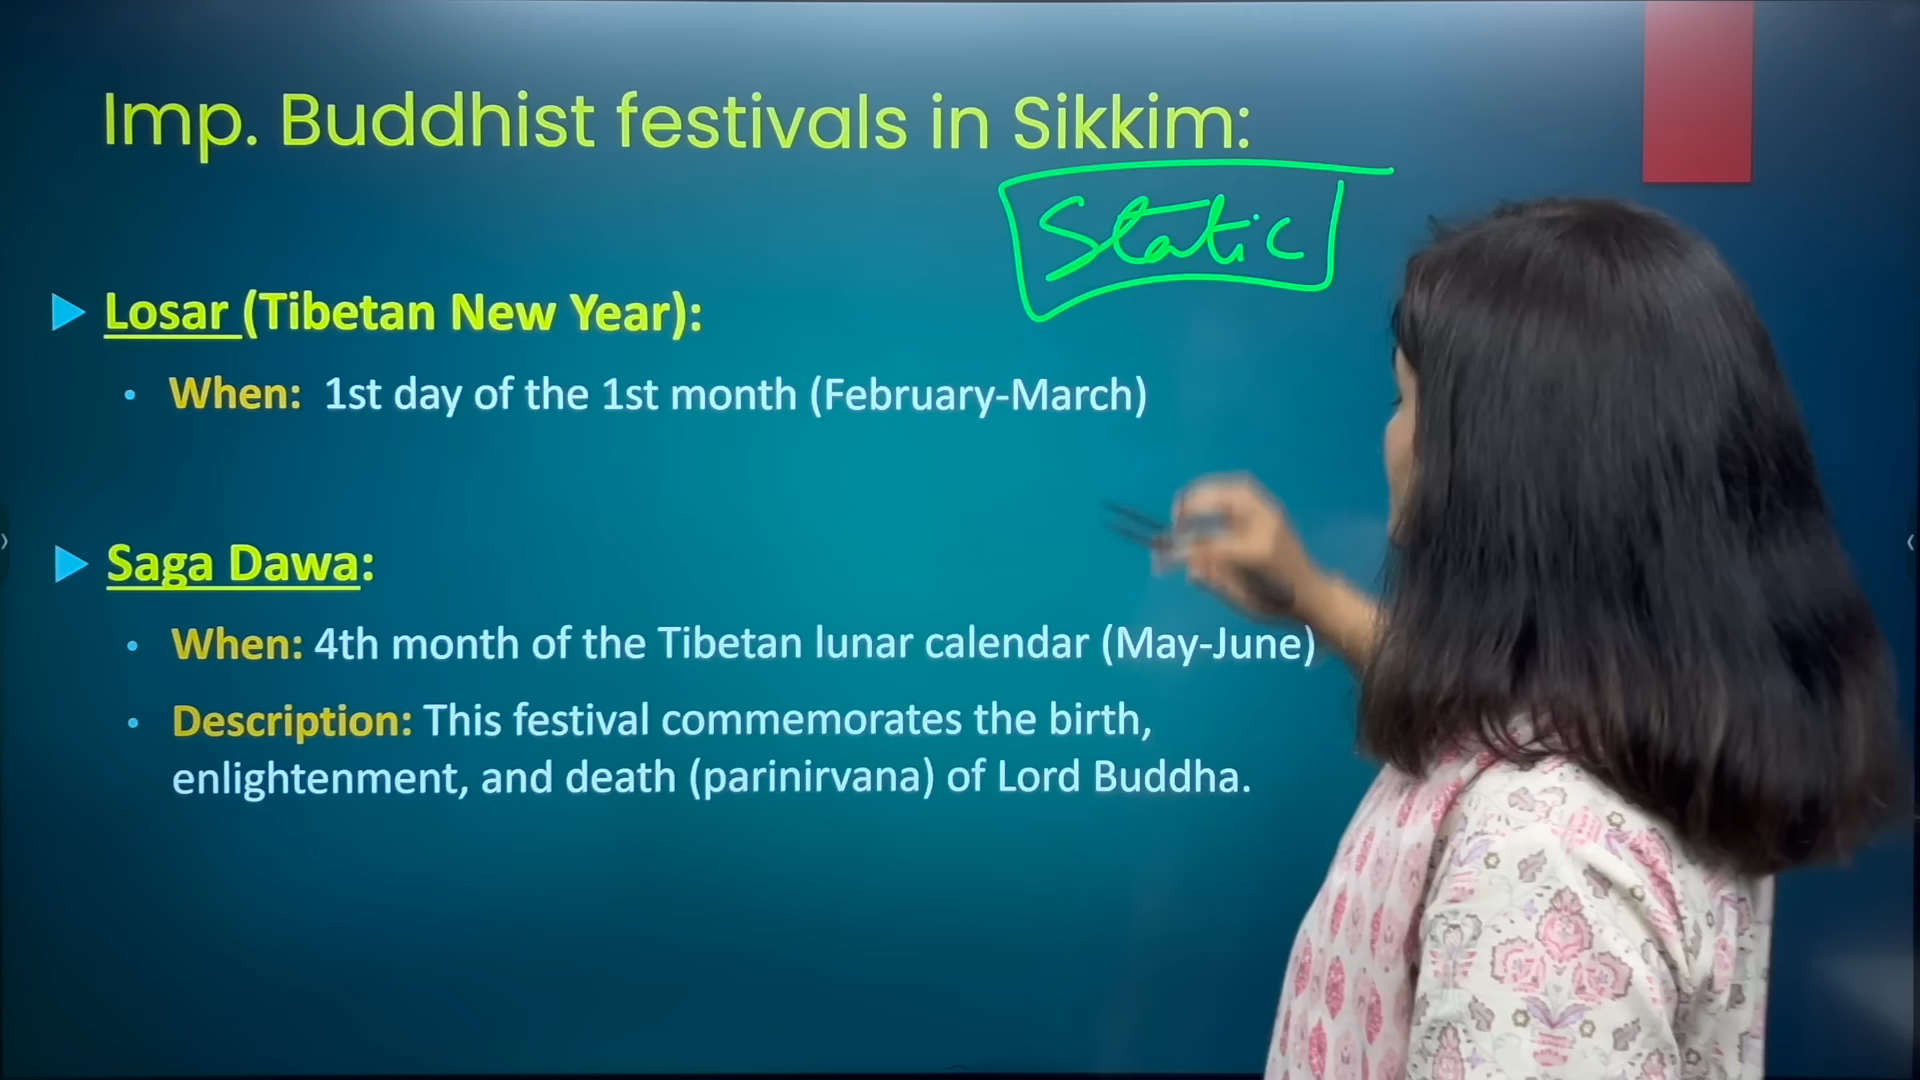 Imp. Buddhist festivals in Sikkim:
Static
Losar (Tibetan New Year):
When: 1st day of the 1st month (February-March)
Saga Dawa:
When: 4th month of the Tibetan lunar calendar (May-June)
Description: This festival commemorates the birth,
enlightenment, and death (parinirvana) of Lord Buddha.